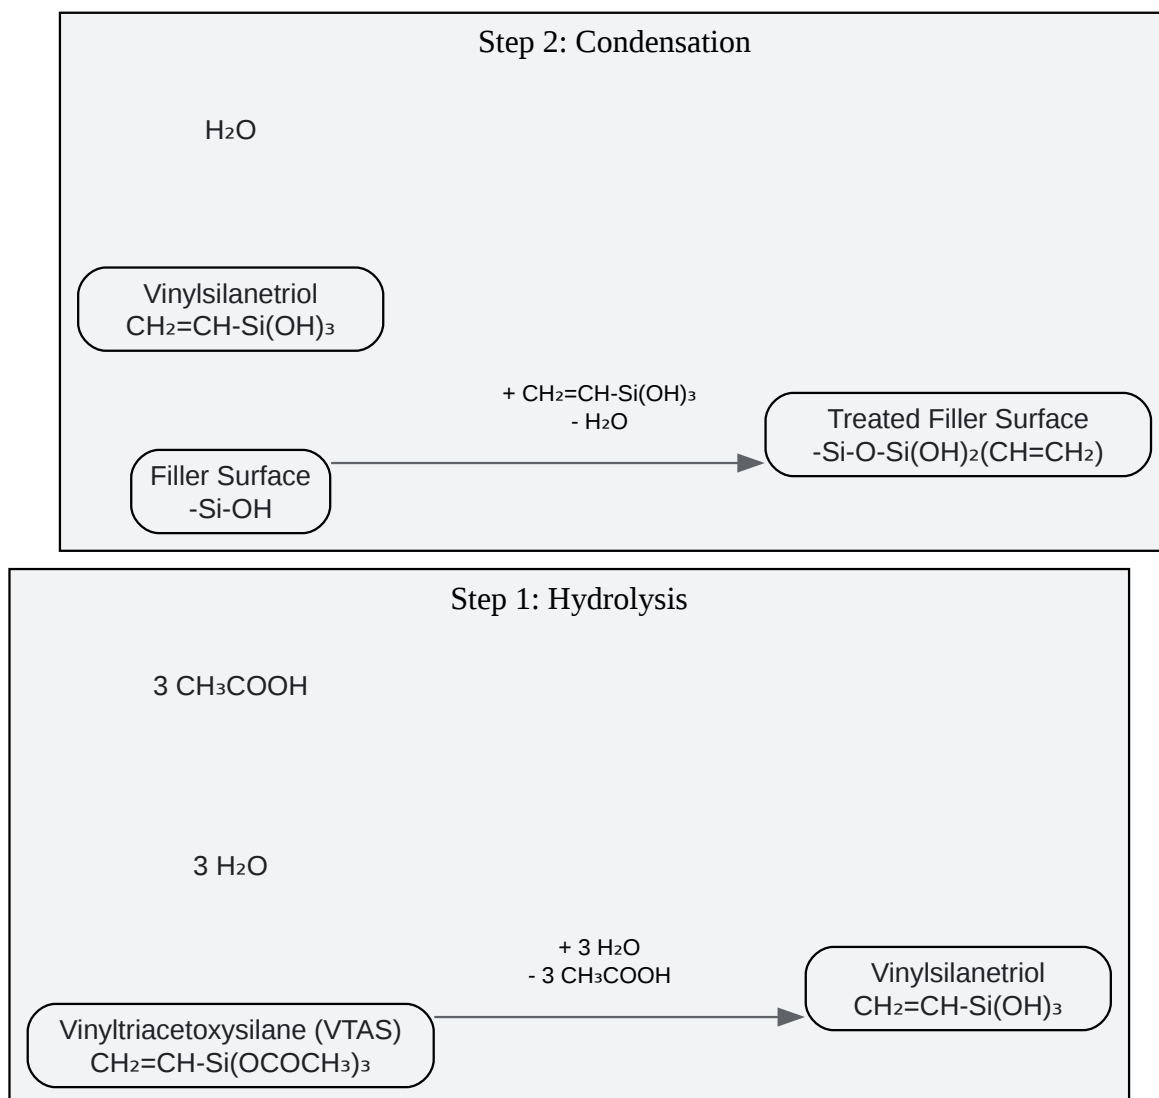 Step 2: Condensation
H₂O
Vinylsilanetriol
CH₂=CH-Si(OH)₃
+ CH₂=CH-Si(OH)₃
- H₂O
Treated Filler Surface
-Si-O-Si(OH)₂(CH=CH₂)
Filler Surface
-Si-OH
Step 1: Hydrolysis
3 CH₃COOH
3 H₂O
+ 3 H₂O
- 3 CH₃COOH
Vinylsilanetriol
CH₂=CH-Si(OH)₃
Vinyltriacetoxysilane (VTAS)
CH₂=CH-Si(OCOCH₃)₃